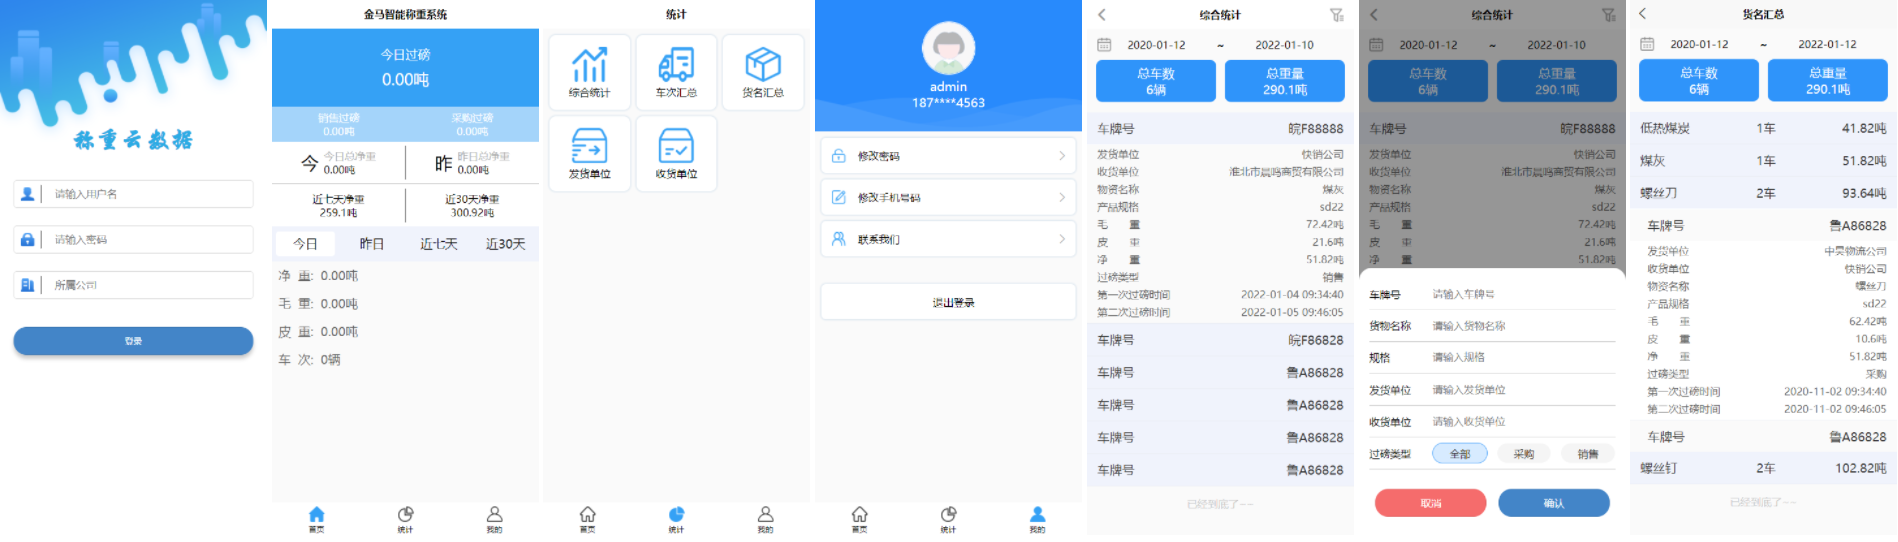 称重云数据
请输入用户名
请输入密码
所属公司
登录
金马智能称重系统
今日过磅
0.00吨
销售过磅 采购过磅
0.00吨 0.00吨
今 今日总净重 0.00吨
昨 昨日总净重 0.00吨
近七天净重 近30天净重
259.1吨 300.92吨
今日 昨日 近七天 近30天
净 重: 0.00吨
毛 重: 0.00吨
皮 重: 0.00吨
车 次: 0辆
首页 统计 我的
统计
综合统计 车次汇总 货名汇总
发货单位 收货单位
首页 统计 我的
admin
187****4563
修改密码
修改手机号码
联系我们
退出登录
首页 统计 我的
综合统计
2020-01-12 ~ 2022-01-10
总车数 总重量
6辆 290.1吨
车牌号 皖F88888
发货单位 快销公司
收货单位 淮北市晨鸣商贸有限公司
物资名称 煤灰
产品规格 sd22
毛 重 72.42吨
皮 重 21.6吨
净 重 51.82吨
过磅类型 销售
第一次过磅时间 2022-01-04 09:34:40
第二次过磅时间 2022-01-05 09:46:05
车牌号 皖F86828
车牌号 鲁A86828
车牌号 鲁A86828
车牌号 鲁A86828
车牌号 鲁A86828
已经到底了~~
综合统计
2020-01-12 ~ 2022-01-10
总车数 总重量
6辆 290.1吨
车牌号 皖F88888
发货单位 快销公司
收货单位 淮北市晨鸣商贸有限公司
物资名称 煤灰
产品规格 sd22
毛 重 72.42吨
皮 重 21.6吨
净 重 51.82吨
车牌号 请输入车牌号
货物名称 请输入货物名称
规格 请输入规格
发货单位 请输入发货单位
收货单位 请输入收货单位
过磅类型 全部 采购 销售
取消 确认
货名汇总
2020-01-12 ~ 2022-01-12
总车数 总重量
6辆 290.1吨
低热煤炭 1车 41.82吨
煤灰 1车 51.82吨
螺丝刀 2车 93.64吨
车牌号 鲁A86828
发货单位 中昊物流公司
收货单位 快销公司
物资名称 螺丝刀
产品规格 sd22
毛 重 62.42吨
皮 重 10.6吨
净 重 51.82吨
过磅类型 采购
第一次过磅时间 2020-11-02 09:34:40
第二次过磅时间 2020-11-02 09:46:05
车牌号 鲁A86828
螺丝钉 2车 102.82吨
已经到底了~~